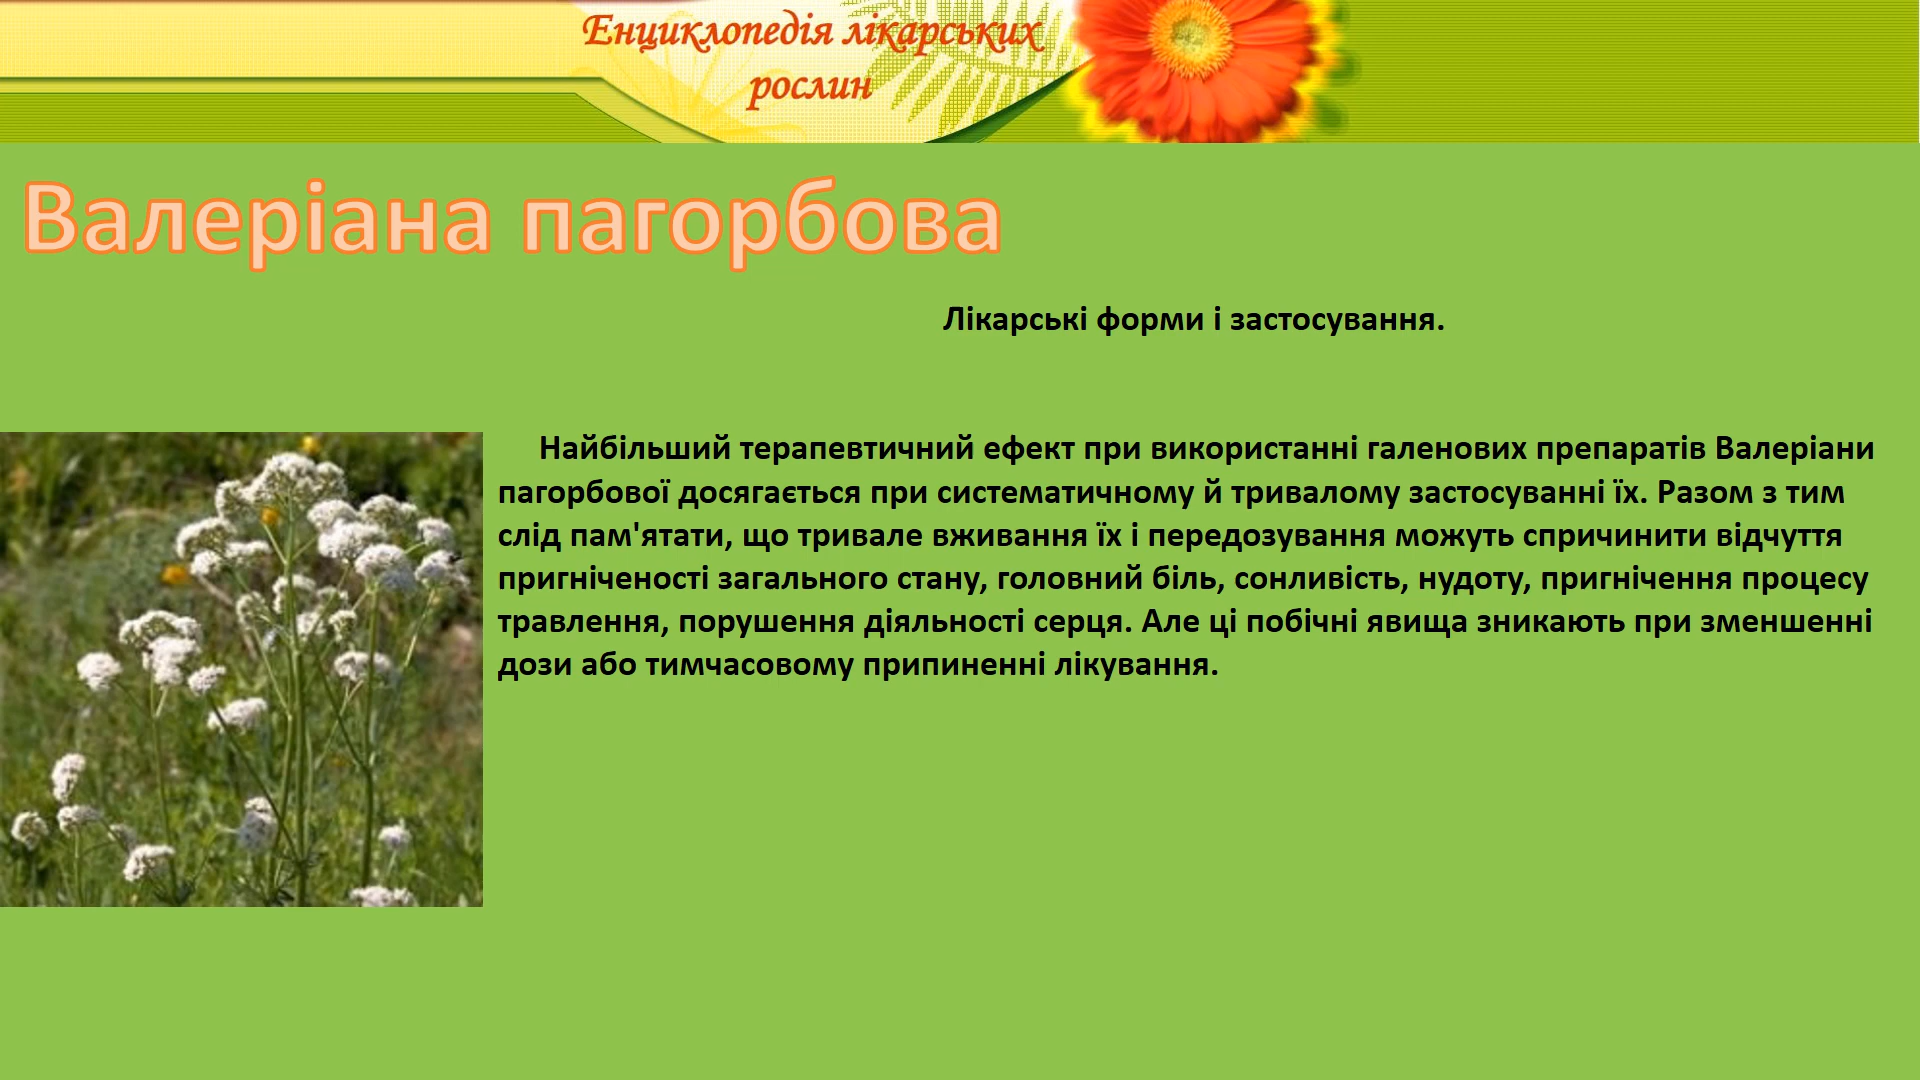 Енциклопедія лікарських
рослин
Валеріана пагорбова
Лікарські форми і застосування.
Найбільший терапевтичний ефект при використанні галенових препаратів Валеріани
пагорбової досягається при систематичному й тривалому застосуванні їх. Разом з тим
слід пам'ятати, що тривале вживання їх і передозування можуть спричинити відчуття
пригніченості загального стану, головний біль, сонливість, нудоту, пригнічення процесу
травлення, порушення діяльності серця. Але ці побічні явища зникають при зменшенні
дози або тимчасовому припиненні лікування.